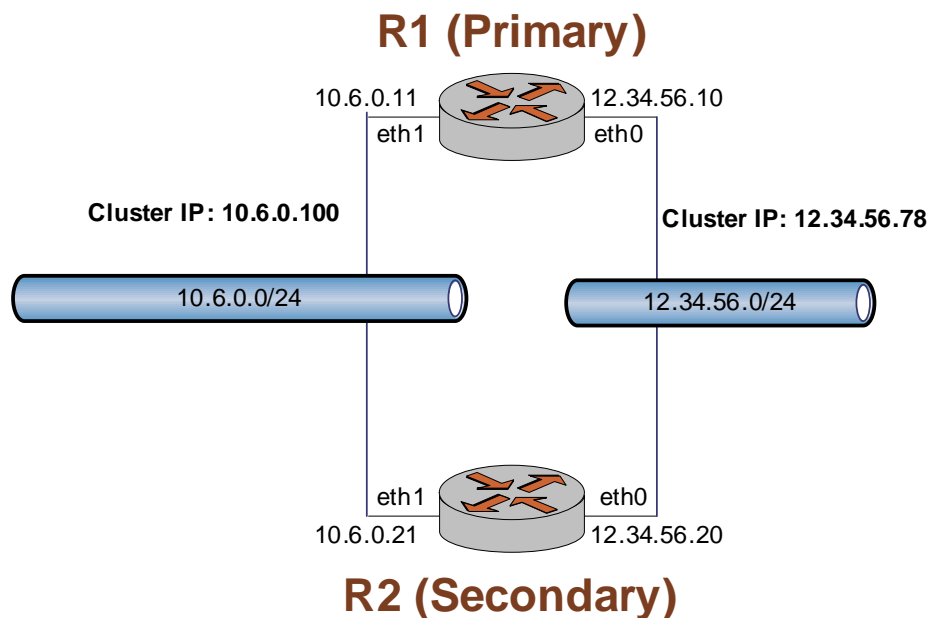 R1 (Primary)
10.6.0.11
12.34.56.10
eth1
eth0
Cluster IP: 10.6.0.100
Cluster IP: 12.34.56.78
10.6.0.0/24
12.34.56.0/24
eth1
eth0
10.6.0.21
12.34.56.20
R2 (Secondary)